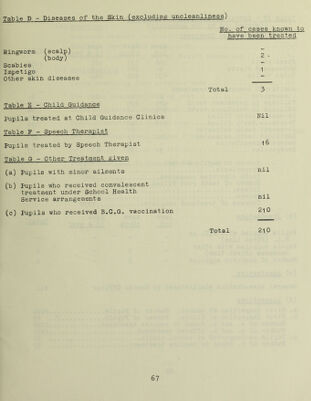 Table D - Diseases of the Skin (excluding uncleanliness)
No. of cases known to
have been treated
Ringworm (scalp) -
(body) 2
Scabies -
Impetigo 1
Other skin diseases -
Total 3
Table E - Child Guidance
Pupils treated at Child Guidance Clinics Nil
Table F - Speech Therapist
Pupils treated by Speech Therapist 16
Table G - Other Treatment given
(a) Pupils with minor ailments nil
(b) Pupils who received convalescent
treatment under School Health
Service arrangements nil
(c) Pupils who received B.C.G. vaccination 210
Total 210
67